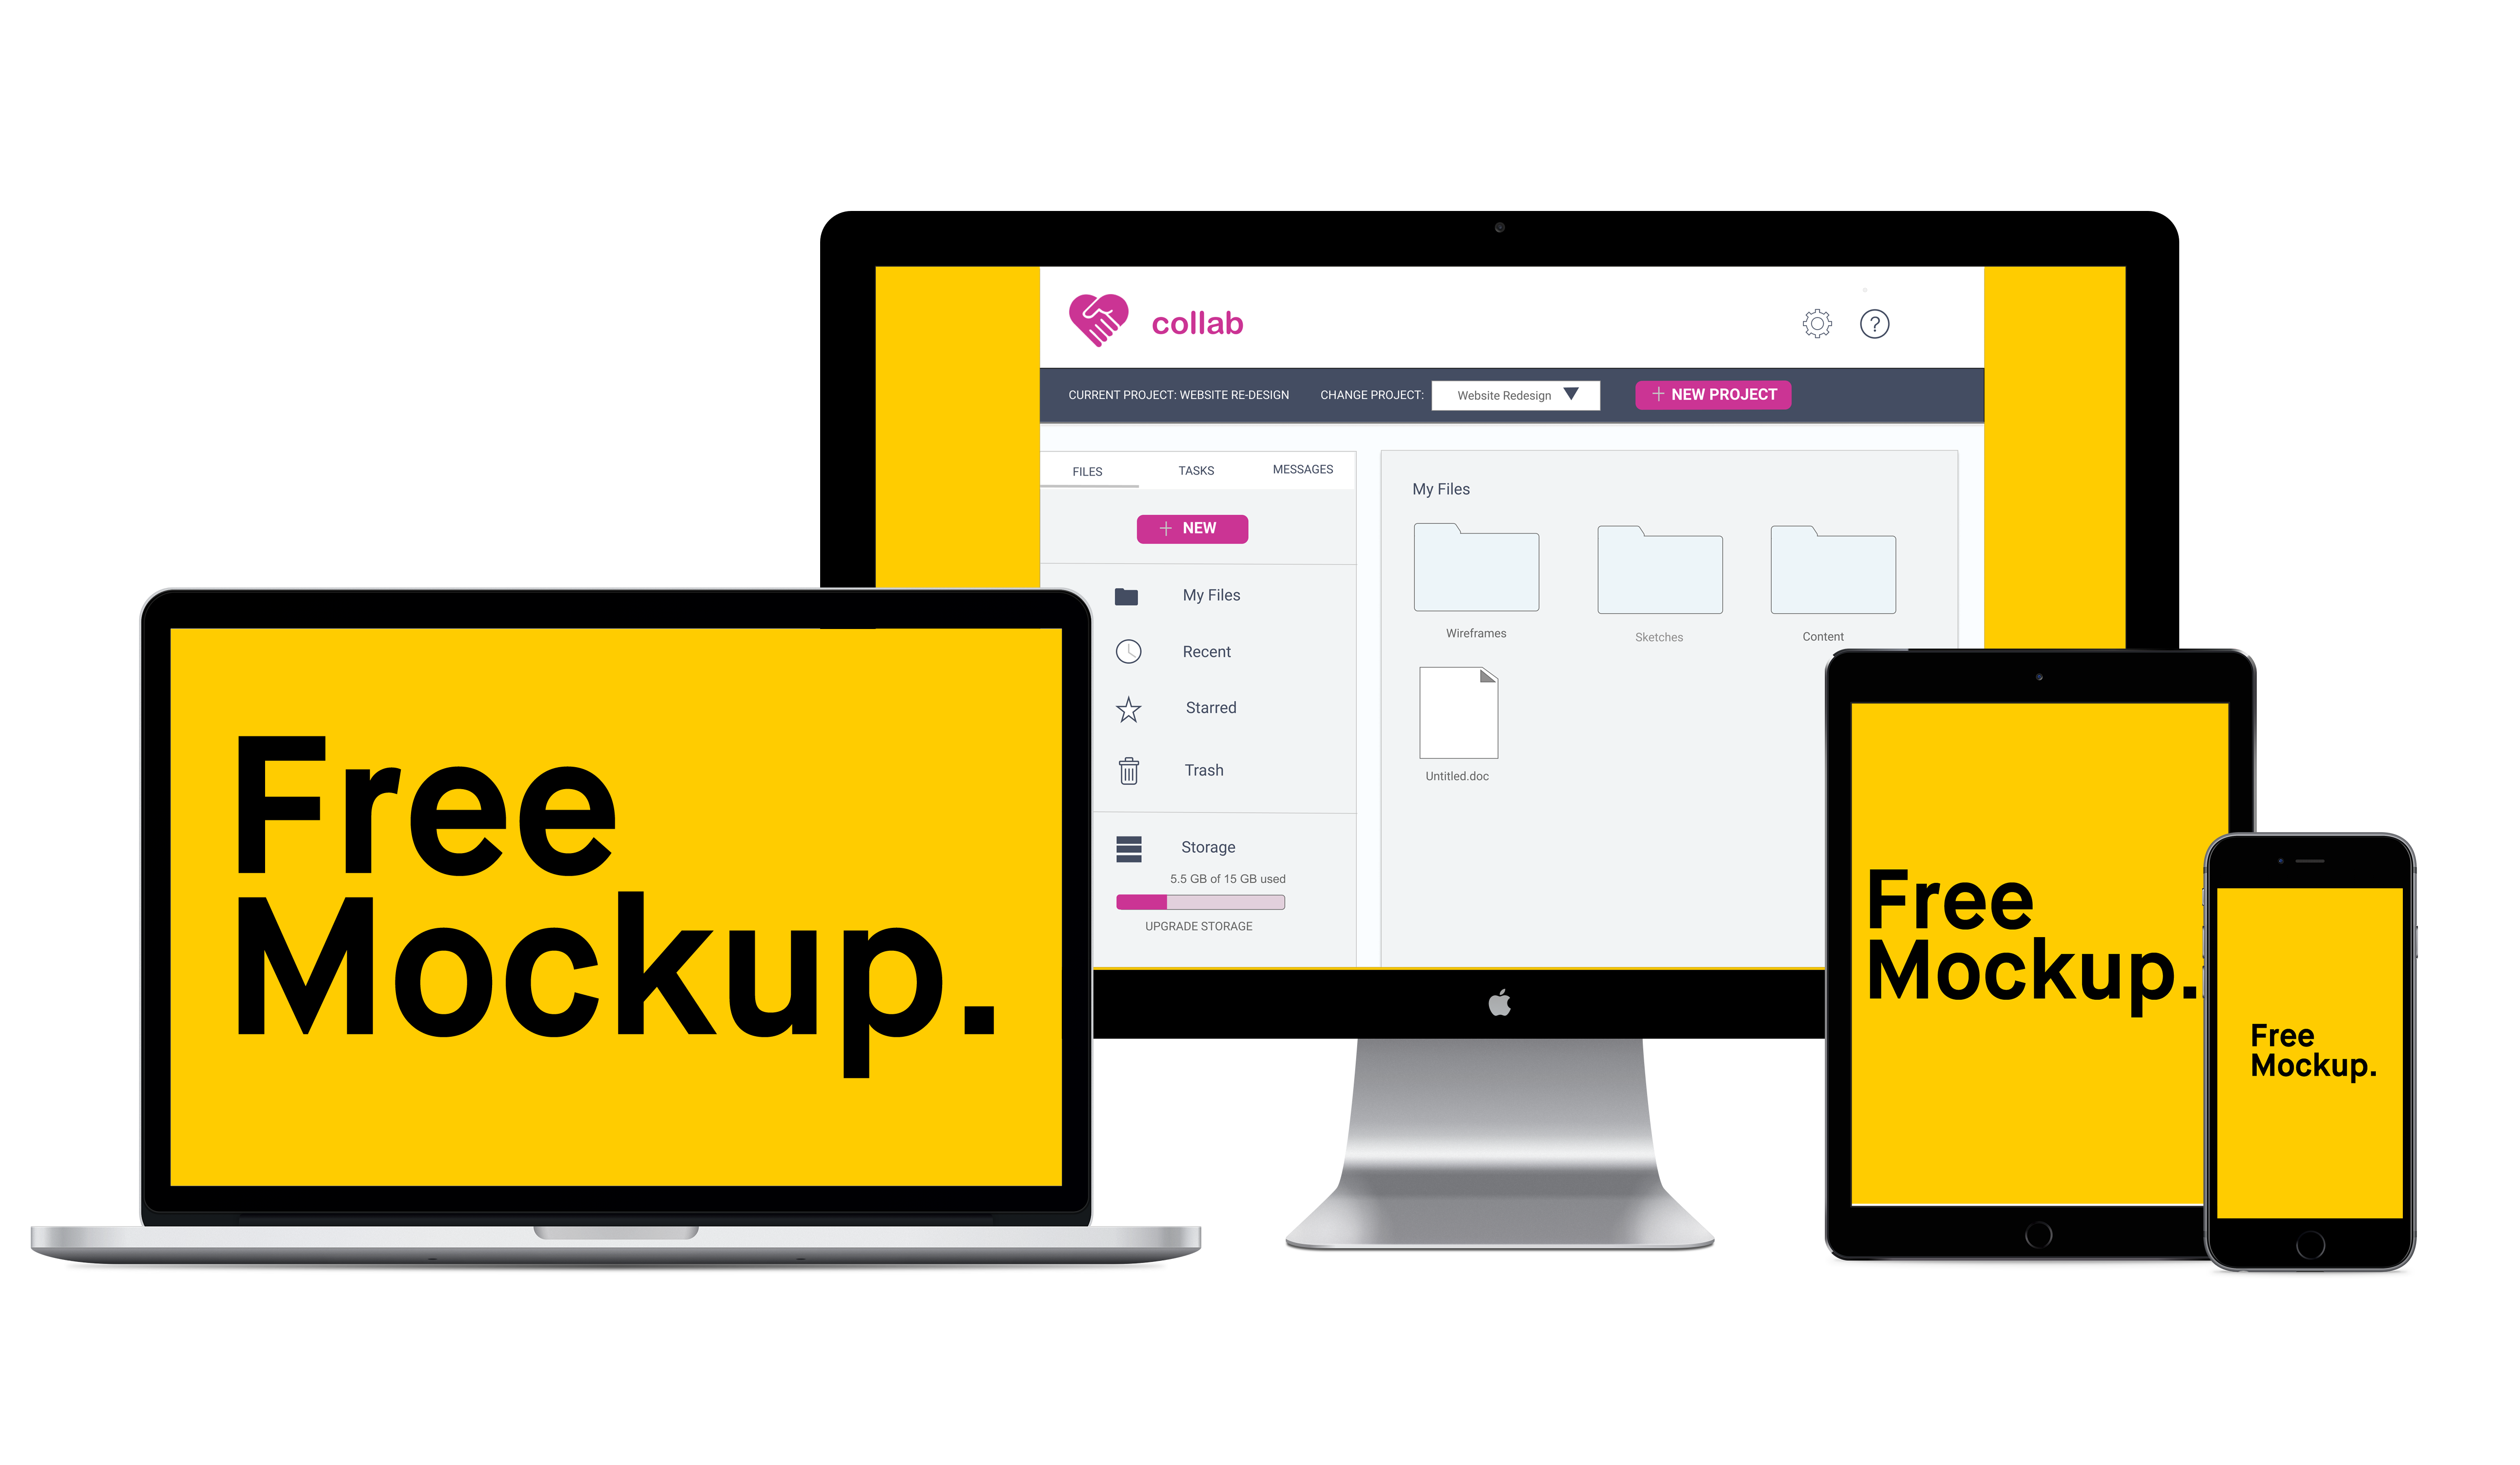 collab
?
CURRENT PROJECT: WEBSITE RE-DESIGN
CHANGE PROJECT:
Website Redesign
+ NEW PROJECT
FILES
TASKS
MESSAGES
+ NEW
My Files
Recent
Starred
Trash
Storage
5.5 GB of 15 GB used
UPGRADE STORAGE
My Files
Wireframes
Sketches
Content
Untitled.doc
Free
Mockup.
Free
Mockup.
Free
Mockup.